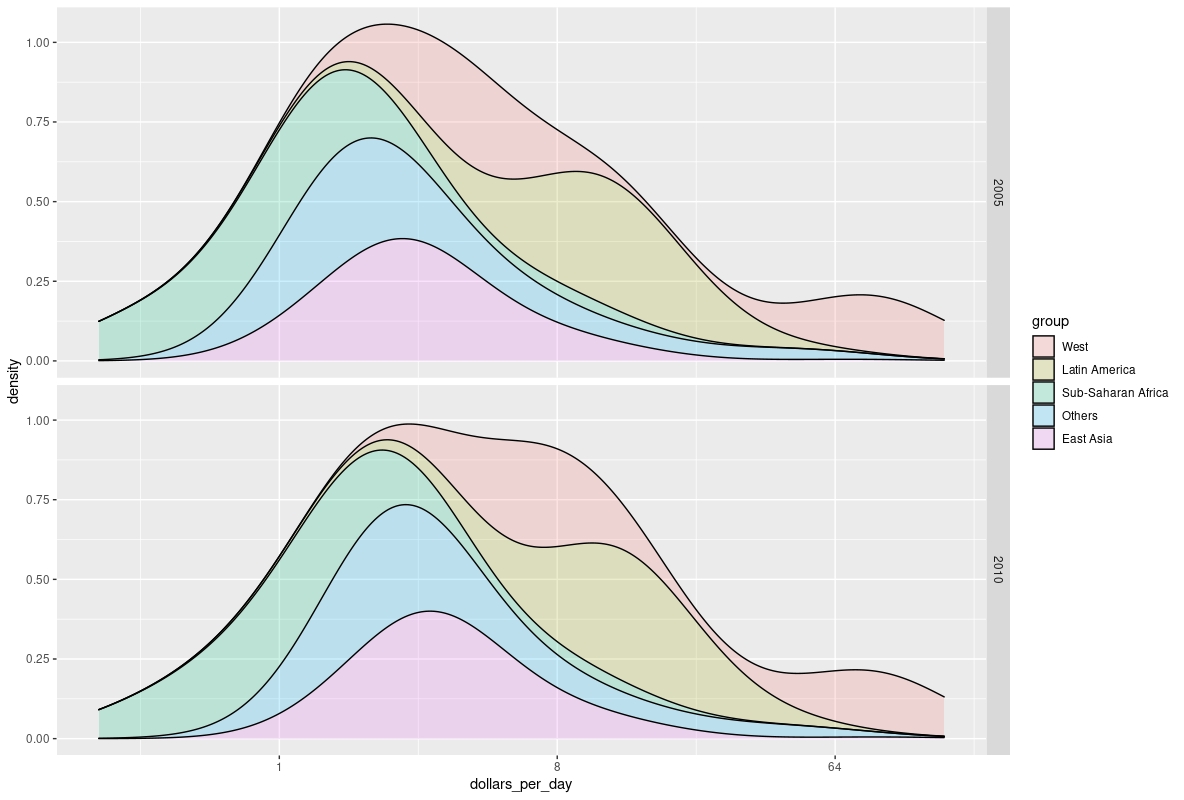 density
1.00
0.75
0.50
0.25
0.00
2005
1.00
0.75
0.50
0.25
0.00
2010
1
8
64
dollars_per_day
group
West
Latin America
Sub-Saharan Africa
Others
East Asia